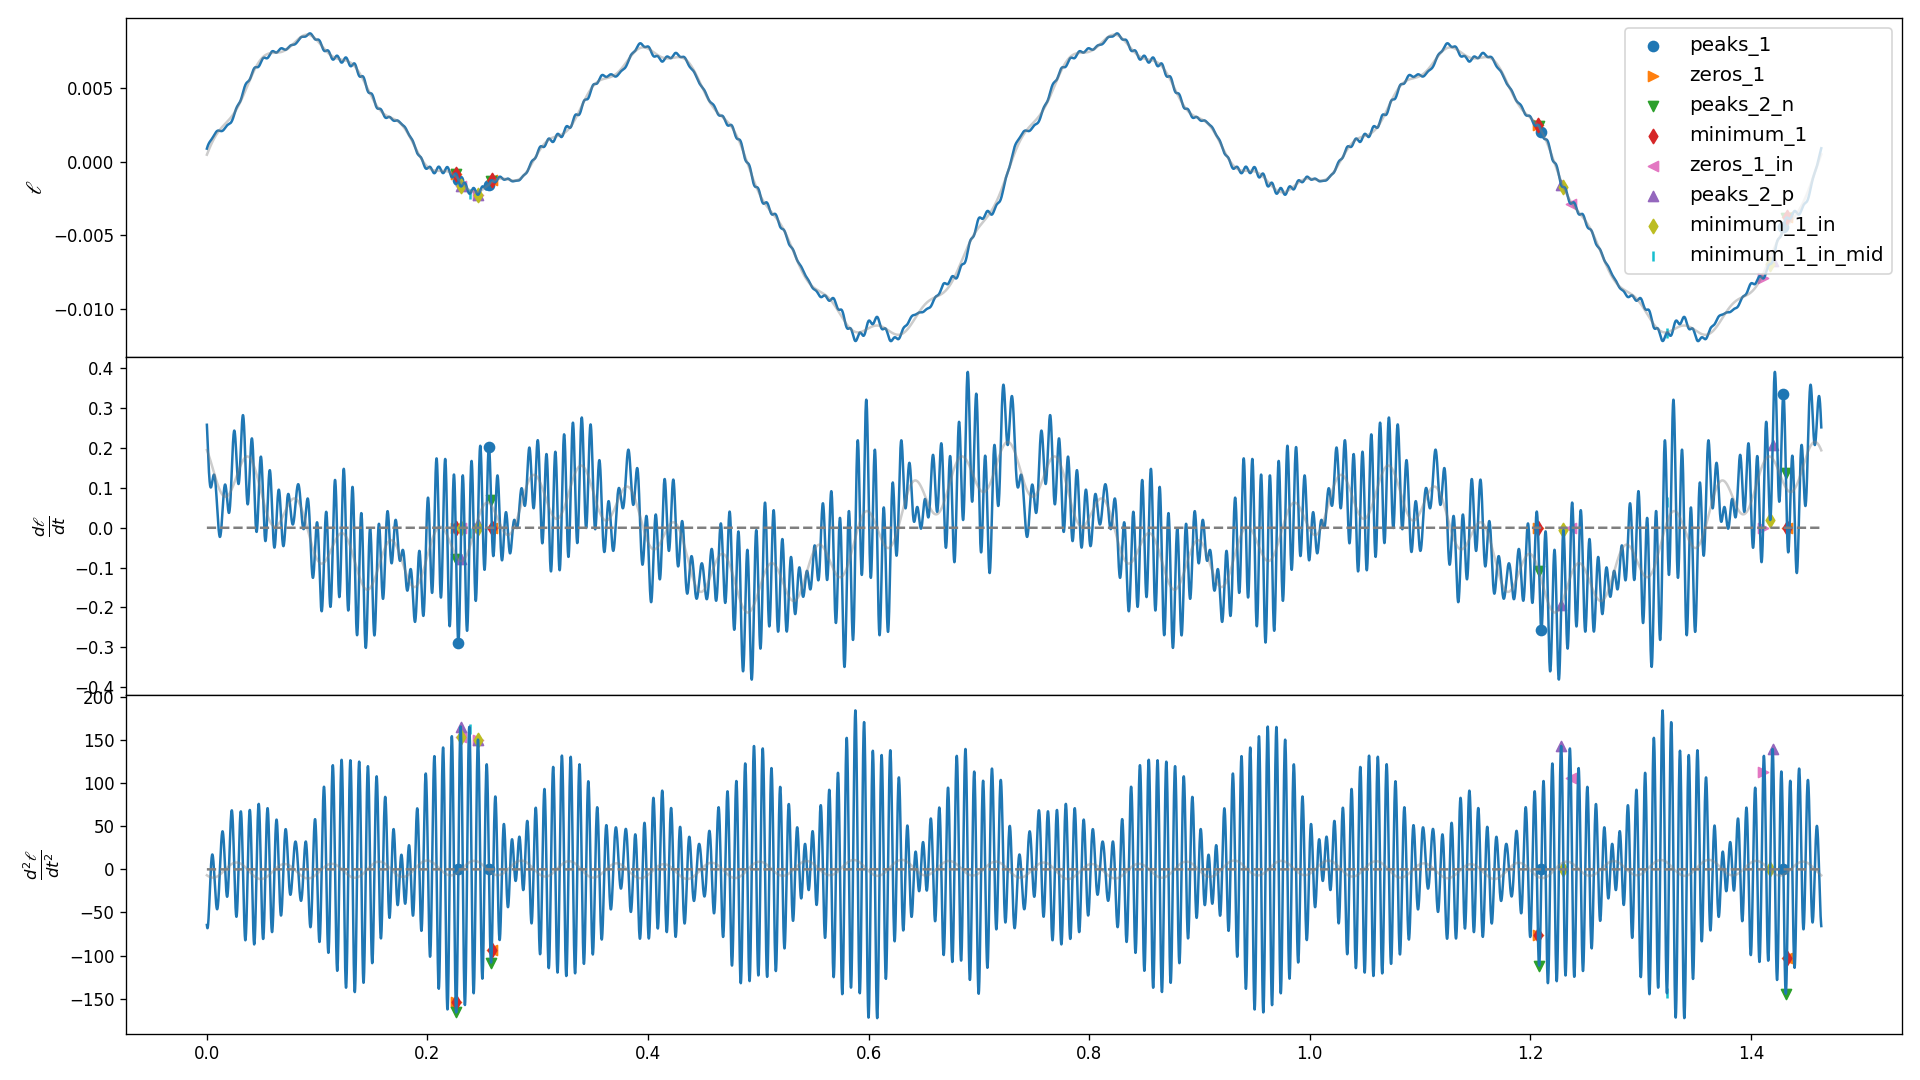 peaks_1
zeros_1
peaks_2_n
minimum_1
zeros_1_in
peaks_2_p
minimum_1_in
minimum_1_in_mid
0.005
0.000
−0.005
−0.010
ℓ
0.4
0.3
0.2
0.1
0.0
−0.1
−0.2
−0.3
−0.4
dℓ
dt
200
150
100
50
0
−50
−100
−150
d²ℓ
dt²
0.0 0.2 0.4 0.6 0.8 1.0 1.2 1.4